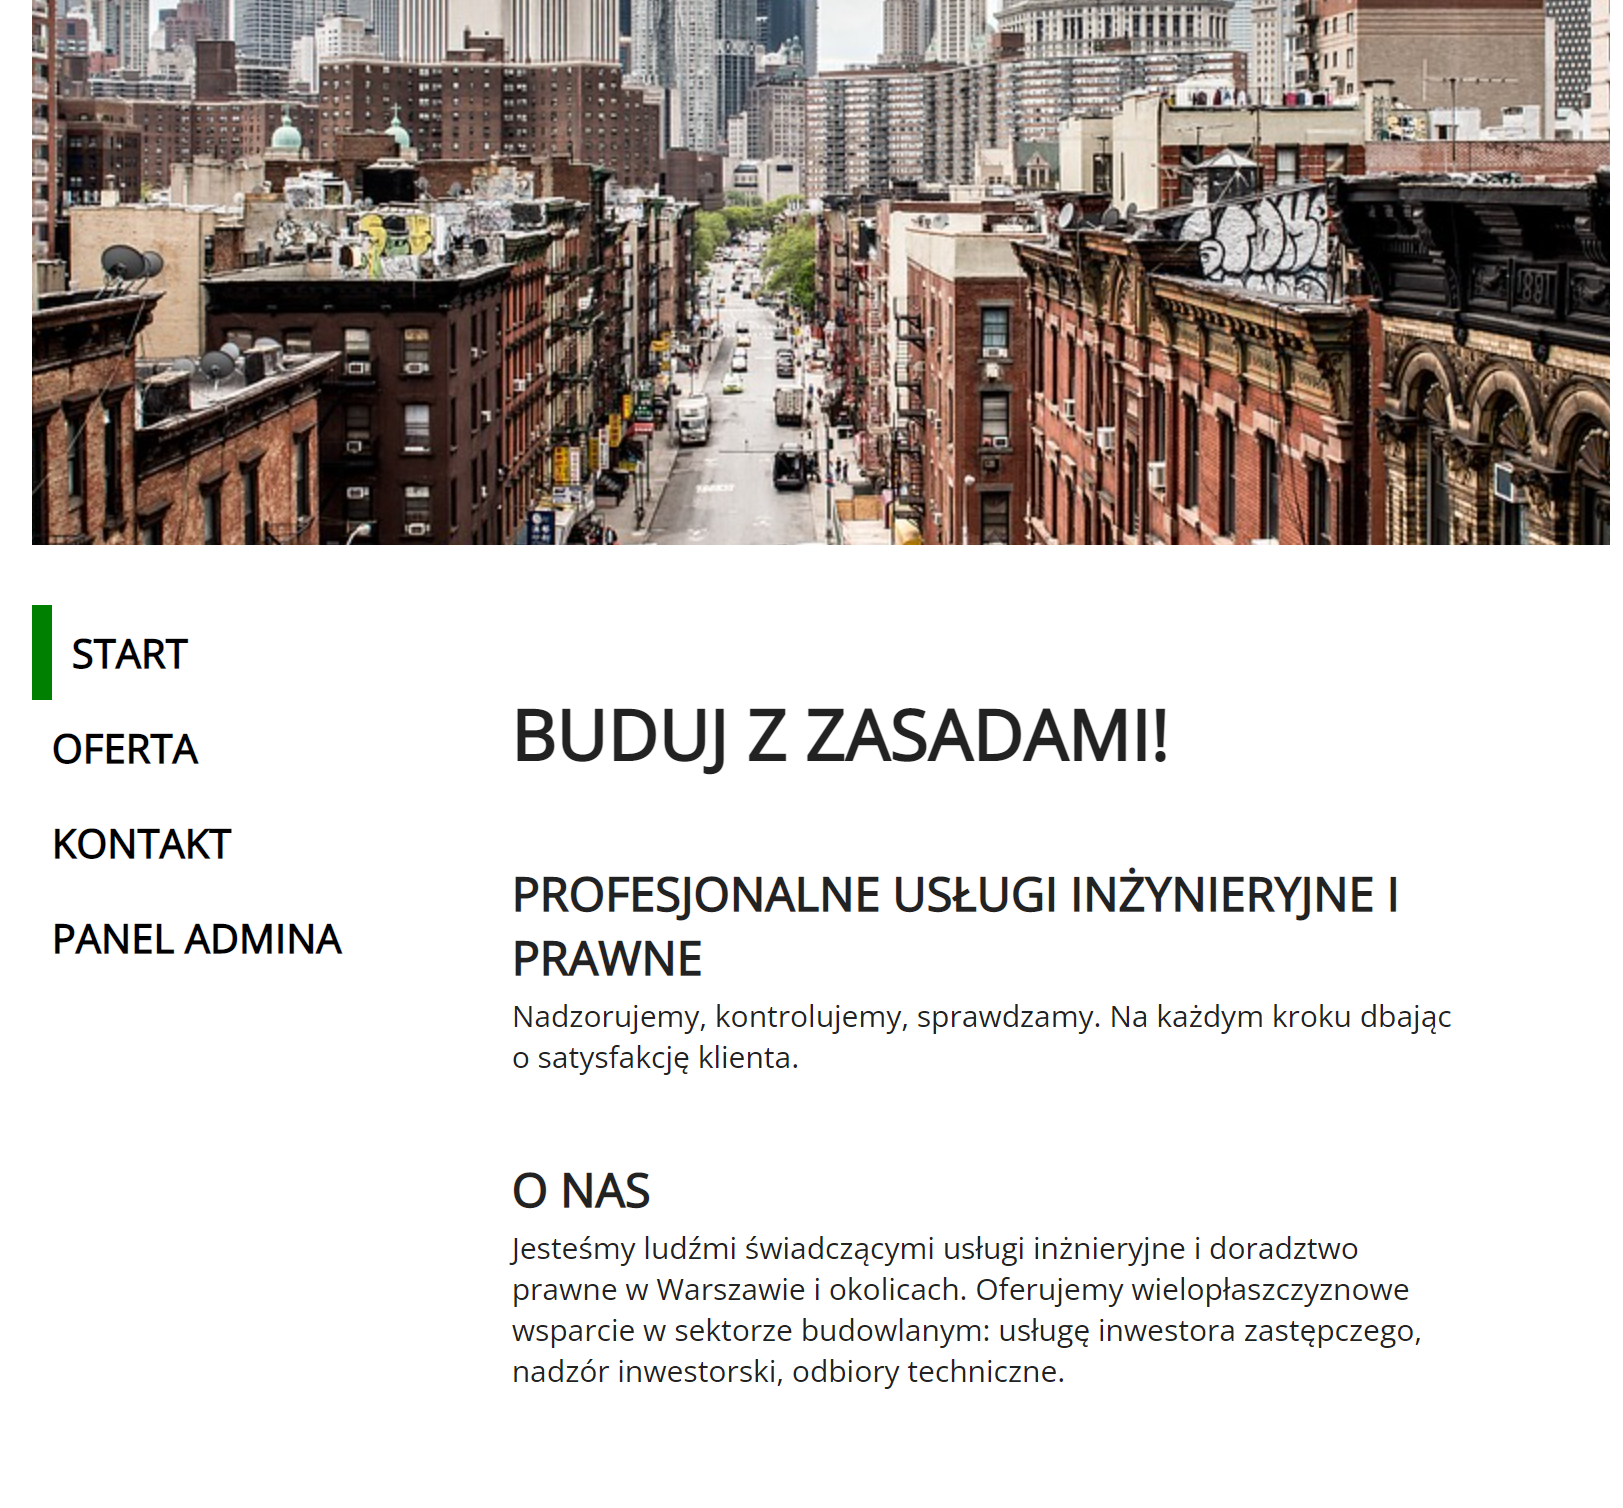 START
OFERTA
KONTAKT
PANEL ADMINA
BUDUJ Z ZASADAMI!
PROFESJONALNE USŁUGI INŻYNIERYJNE I
PRAWNE
Nadzorujemy, kontrolujemy, sprawdzamy. Na każdym kroku dbając
o satysfakcję klienta.
O NAS
Jesteśmy ludźmi świadczącymi usługi inżnieryjne i doradztwo
prawne w Warszawie i okolicach. Oferujemy wielopłaszczyznowe
wsparcie w sektorze budowlanym: usługę inwestora zastępczego,
nadzór inwestorski, odbiory techniczne.